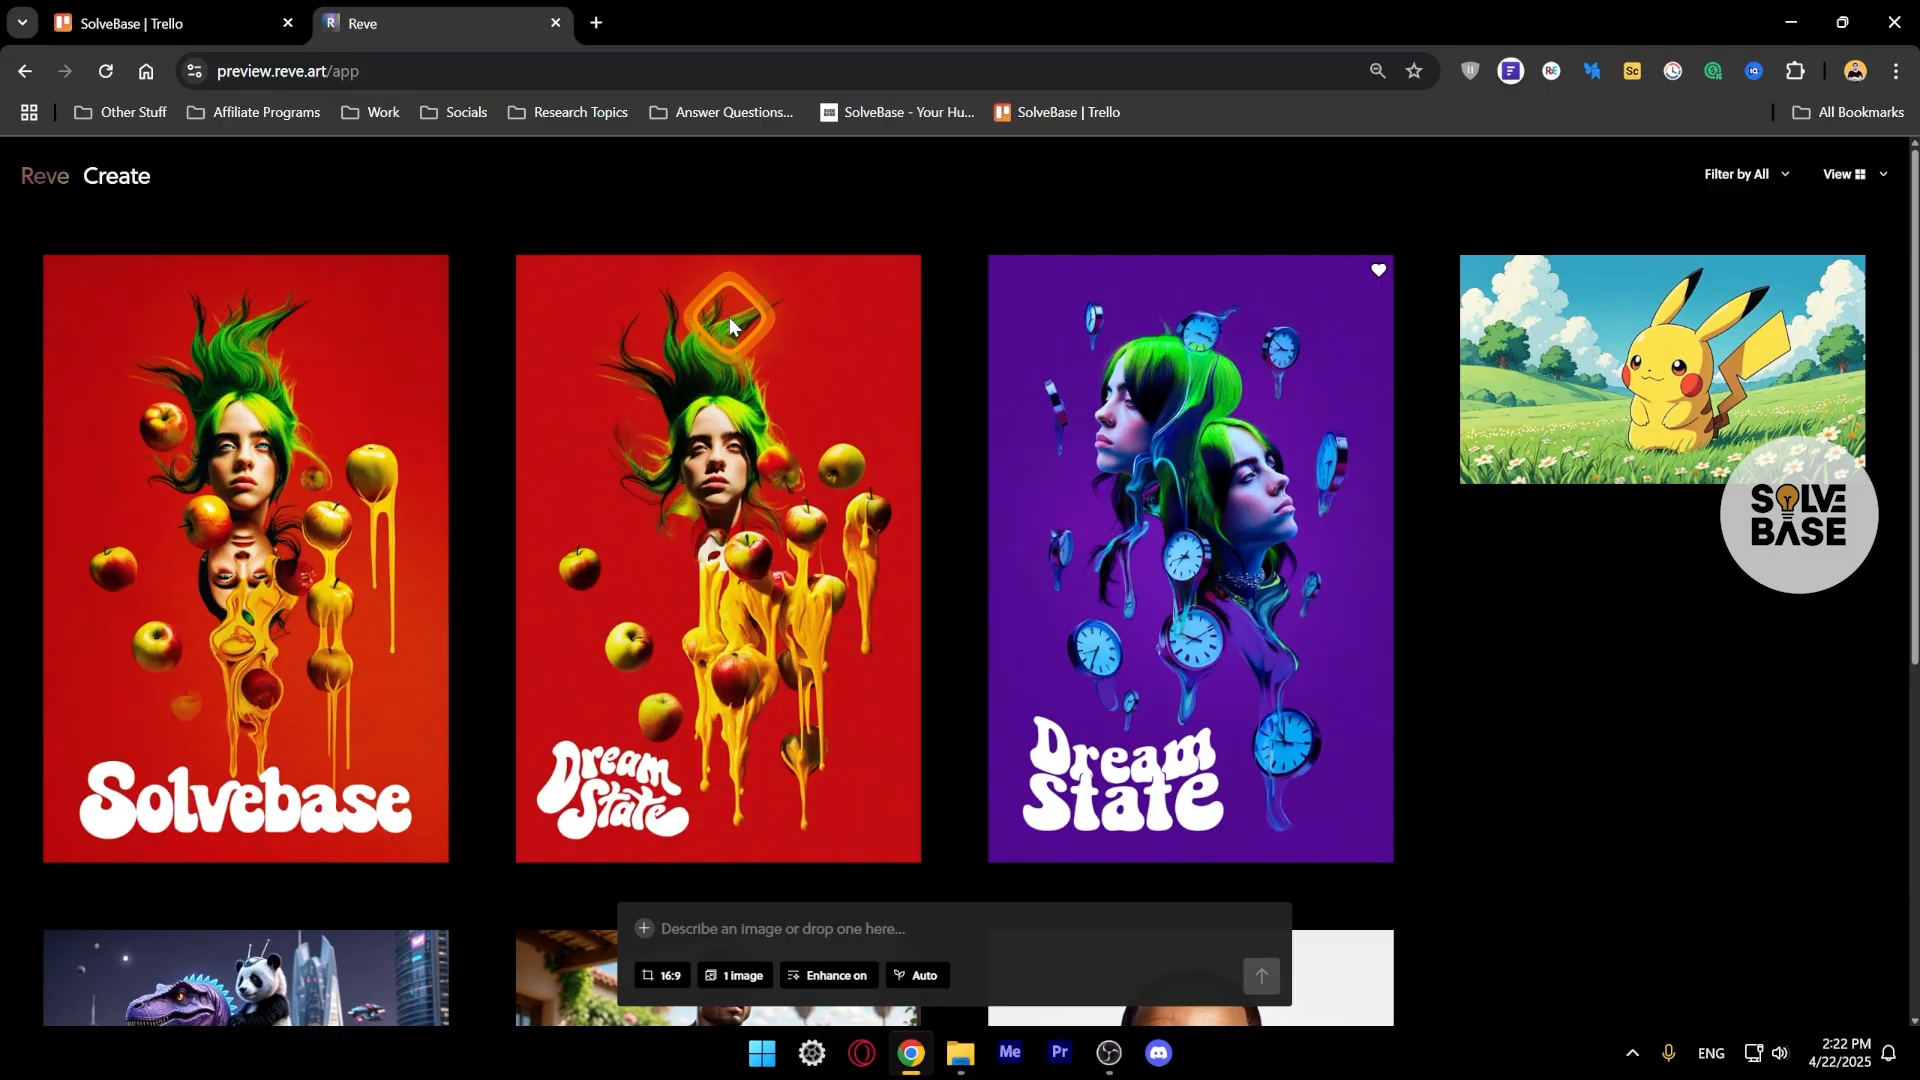 SolveBase | Trello
Reve
preview.reve.art/app
Other Stuff
Affiliate Programs
Work
Socials
Research Topics
Answer Questions...
SolveBase - Your Hu...
SolveBase | Trello
All Bookmarks
Reve Create
Filter by All
View
SOLVE
BASE
Solvebase
Dream
State
Dream
State
Describe an image or drop one here...
16:9
1 image
Enhance on
Auto
Me
Pr
ENG
2:22 PM
4/22/2025